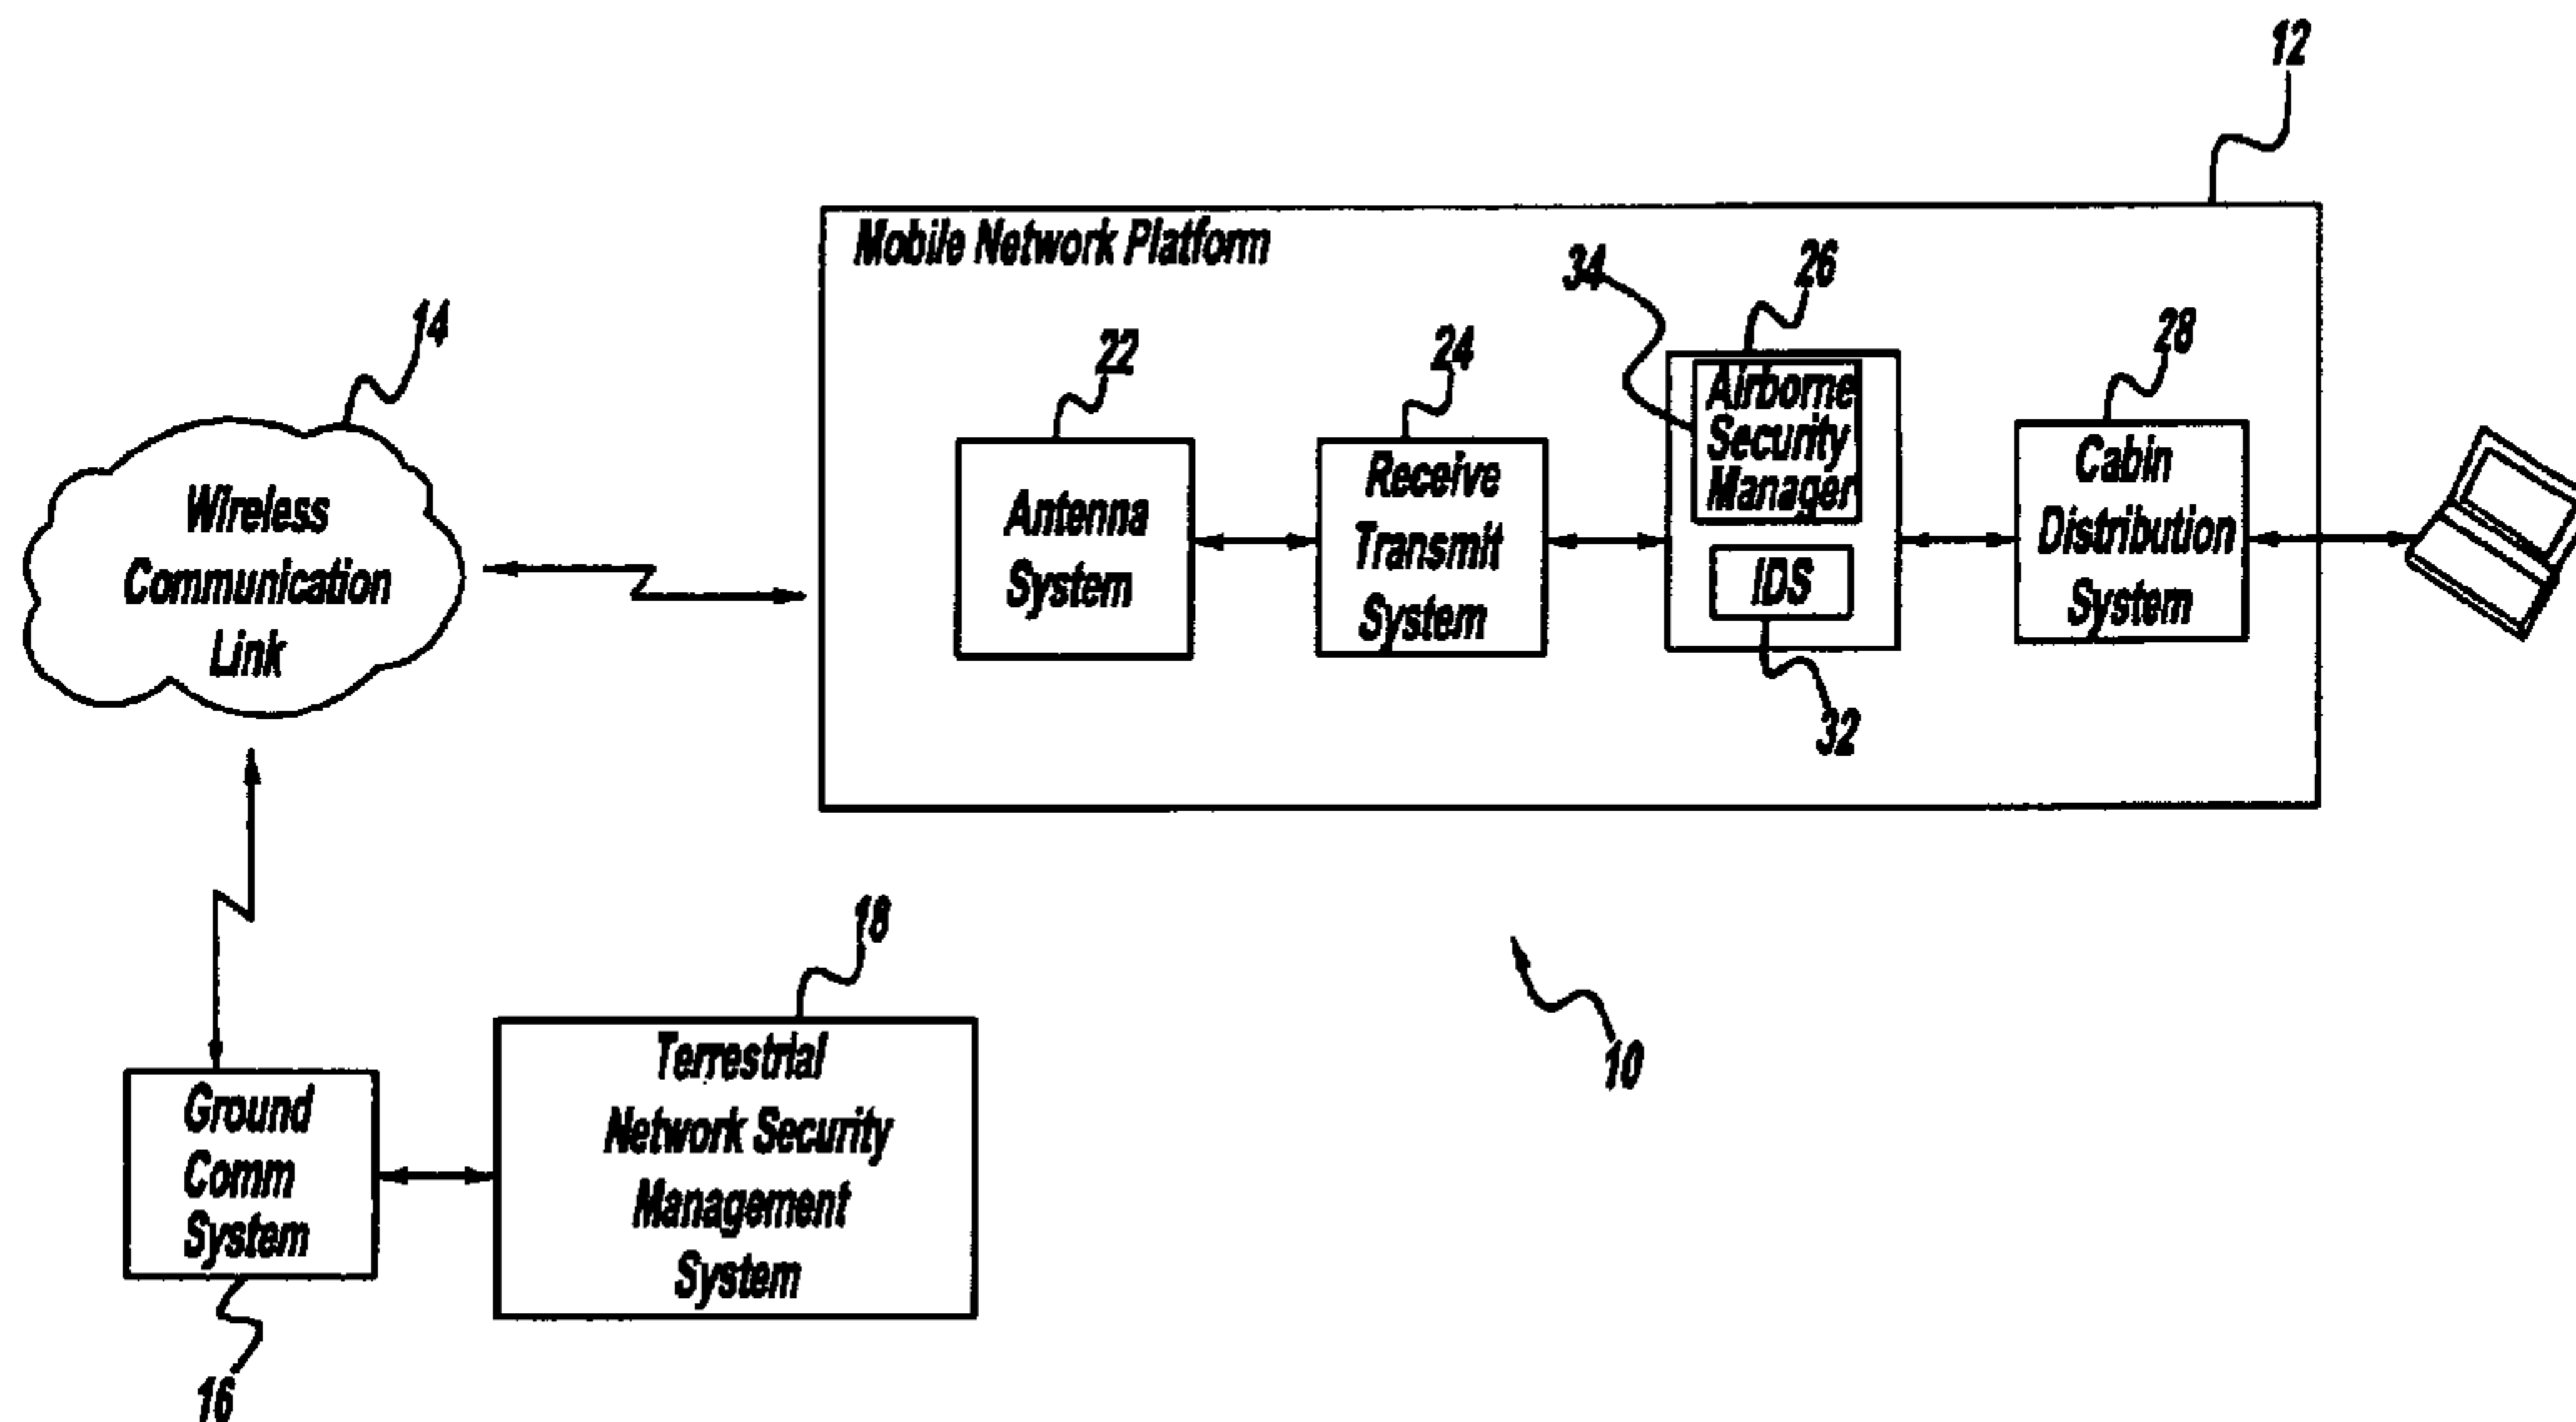 12
Mobile Network Platform
34
26
14
22
24
28
Airborne
Security
Manager
Wireless
Communication
Link
Antenna
System
Receive
Transmit
System
IDS
Cabin
Distribution
System
32
18
10
Terrestrial
Network Security
Management
System
Ground
Comm
System
16